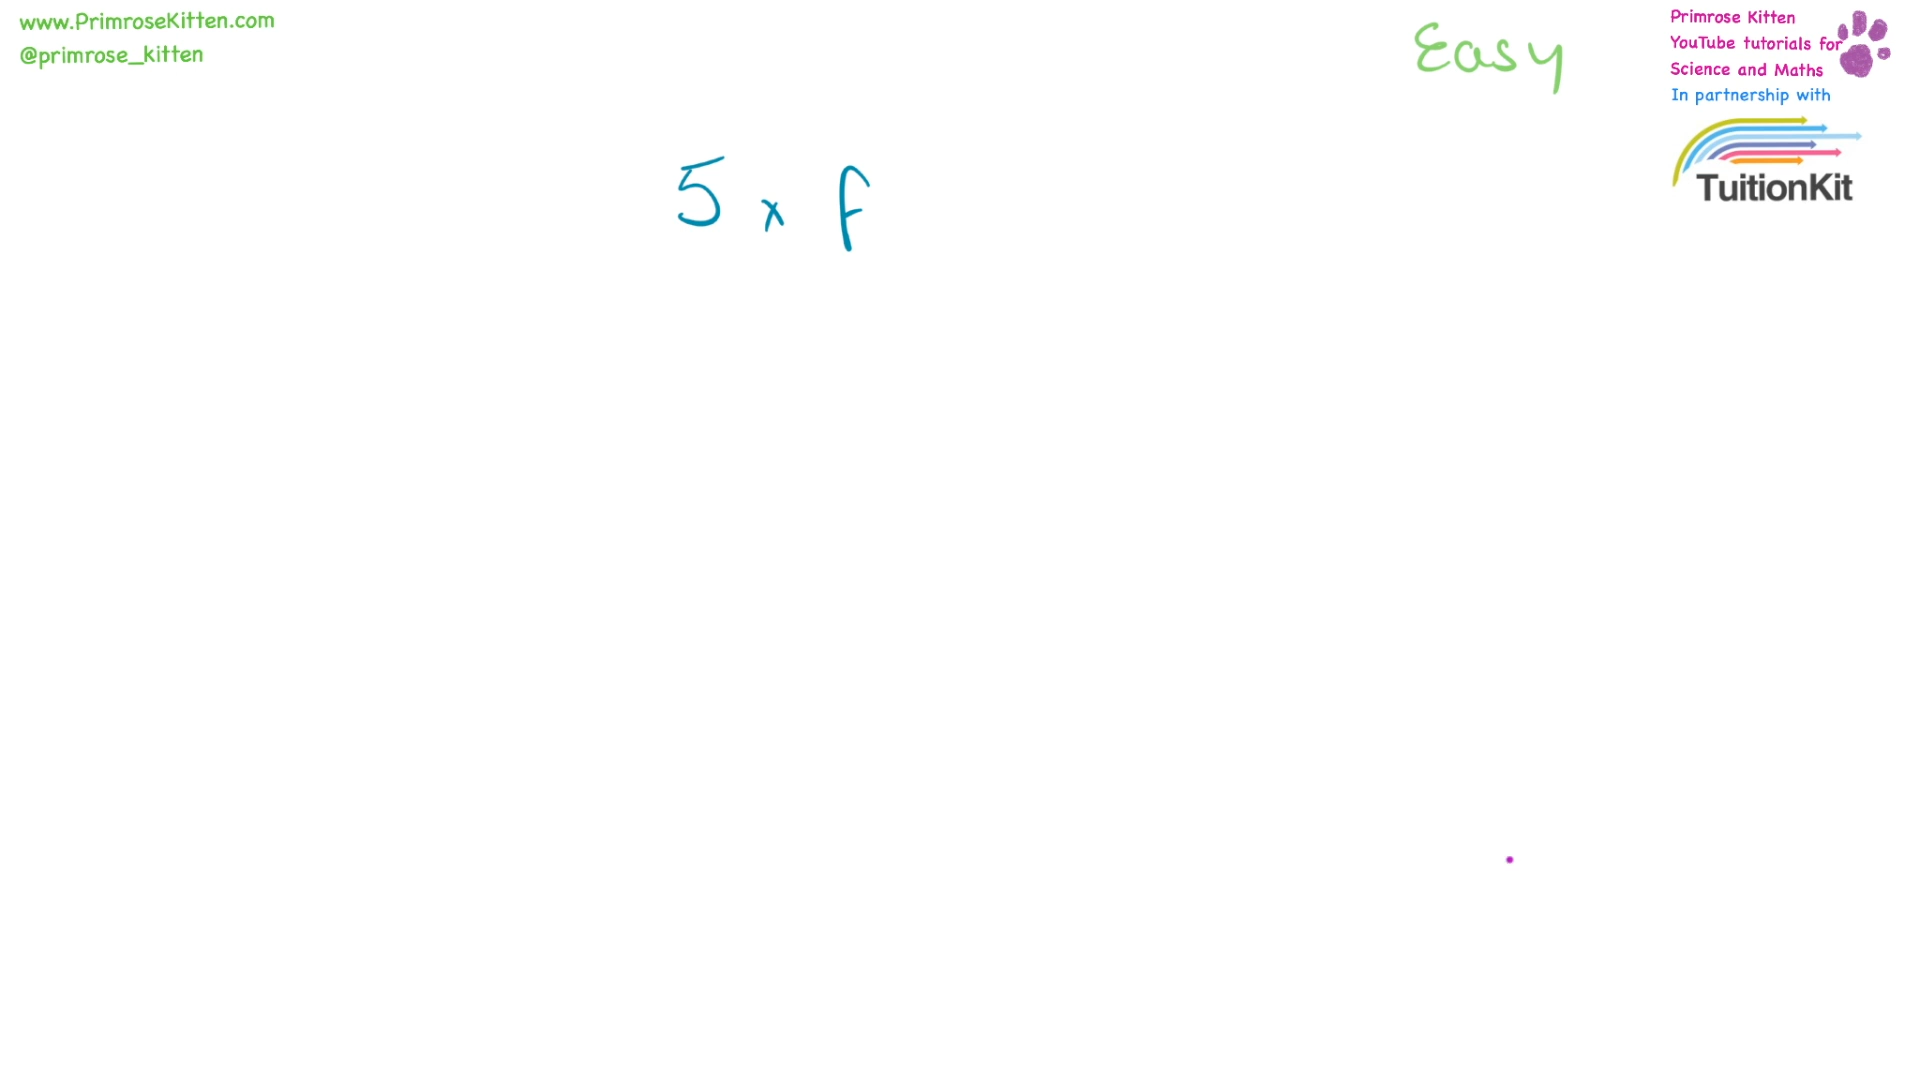 www.PrimroseKitten.com
@primrose_kitten
Easy
Primrose Kitten
YouTube tutorials for
Science and Maths
In partnership with
TuitionKit
5 x f